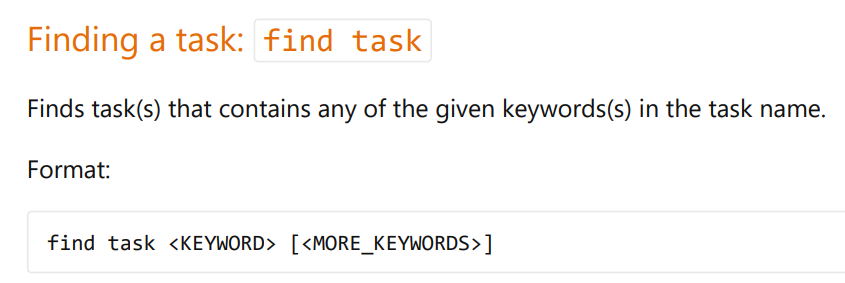 Finding a task: find task
Finds task(s) that contains any of the given keywords(s) in the task name.
Format:
find task <KEYWORD> [<MORE_KEYWORDS>]